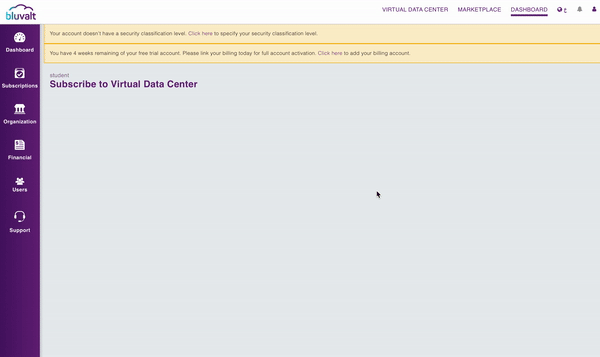 bluvalt
VIRTUAL DATA CENTER MARKETPLACE DASHBOARD ع
Your account doesn't have a security classification level. Click here to specify your security classification level.
You have 4 weeks remaining of your free trial account. Please link your billing today for full account activation. Click here to add your billing account.
student
Subscribe to Virtual Data Center
Dashboard
Subscriptions
Organization
Financial
Users
Support